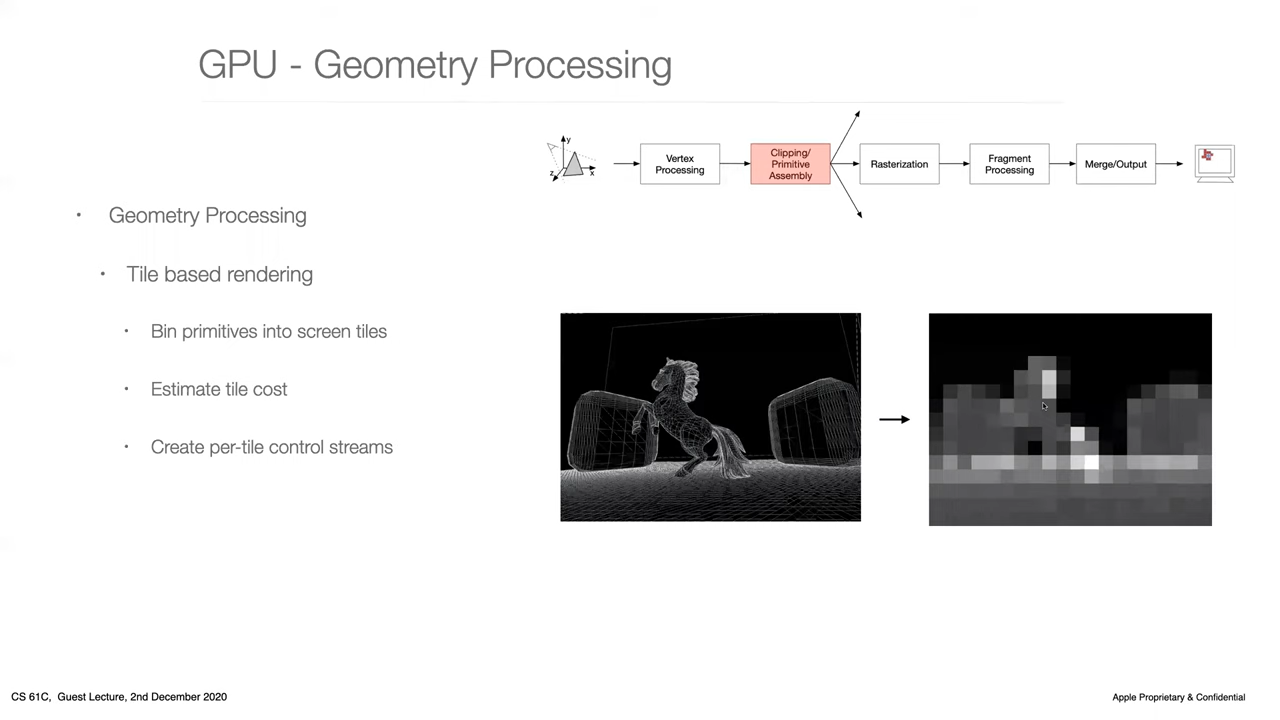 GPU - Geometry Processing
y
z
x
Vertex
Processing
Clipping/
Primitive
Assembly
Rasterization
Fragment
Processing
Merge/Output
• Geometry Processing
• Tile based rendering
• Bin primitives into screen tiles
• Estimate tile cost
• Create per-tile control streams
CS 61C, Guest Lecture, 2nd December 2020
Apple Proprietary & Confidential